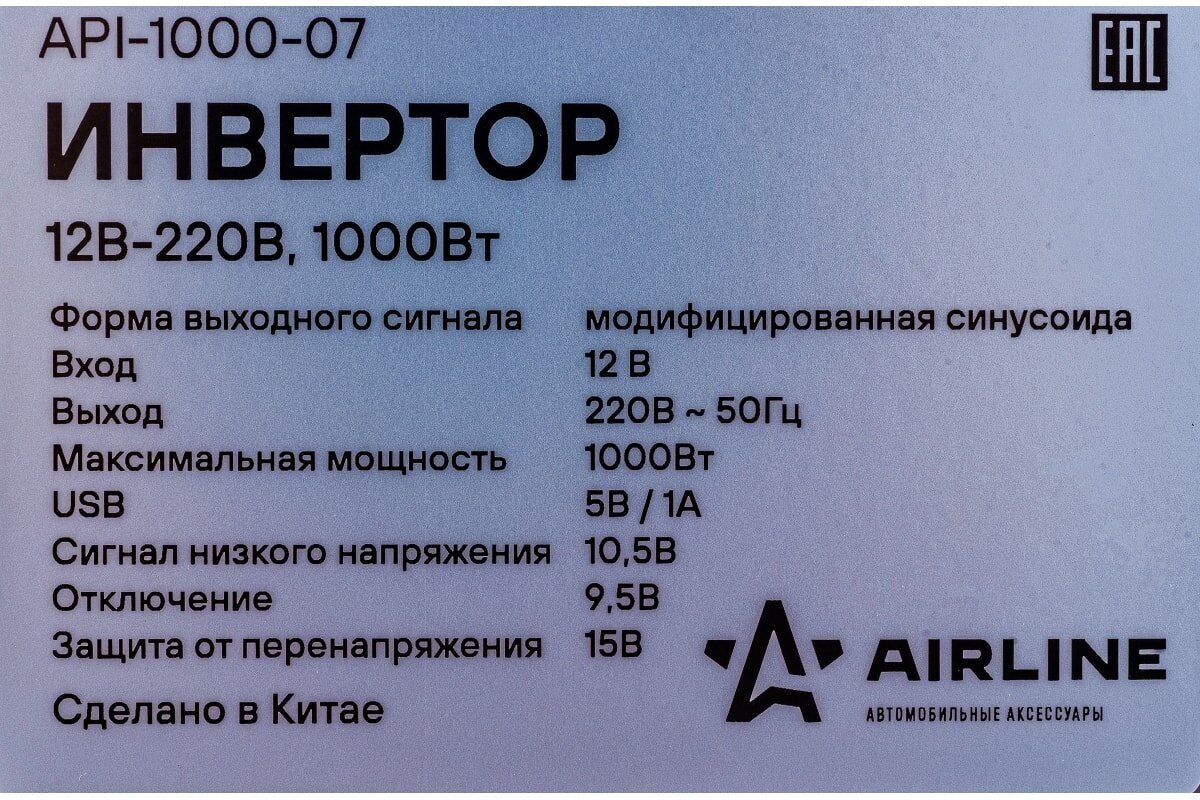 API-1000-07
EAC
ИНВЕРТОР
12В-220В, 1000Вт
Форма выходного сигнала модифицированная синусоида
Вход 12 В
Выход 220В ~ 50Гц
Максимальная мощность 1000Вт
USB 5В / 1А
Сигнал низкого напряжения 10,5В
Отключение 9,5В
Защита от перенапряжения 15В
Сделано в Китае
AIRLINE
АВТОМОБИЛЬНЫЕ АКСЕССУАРЫ